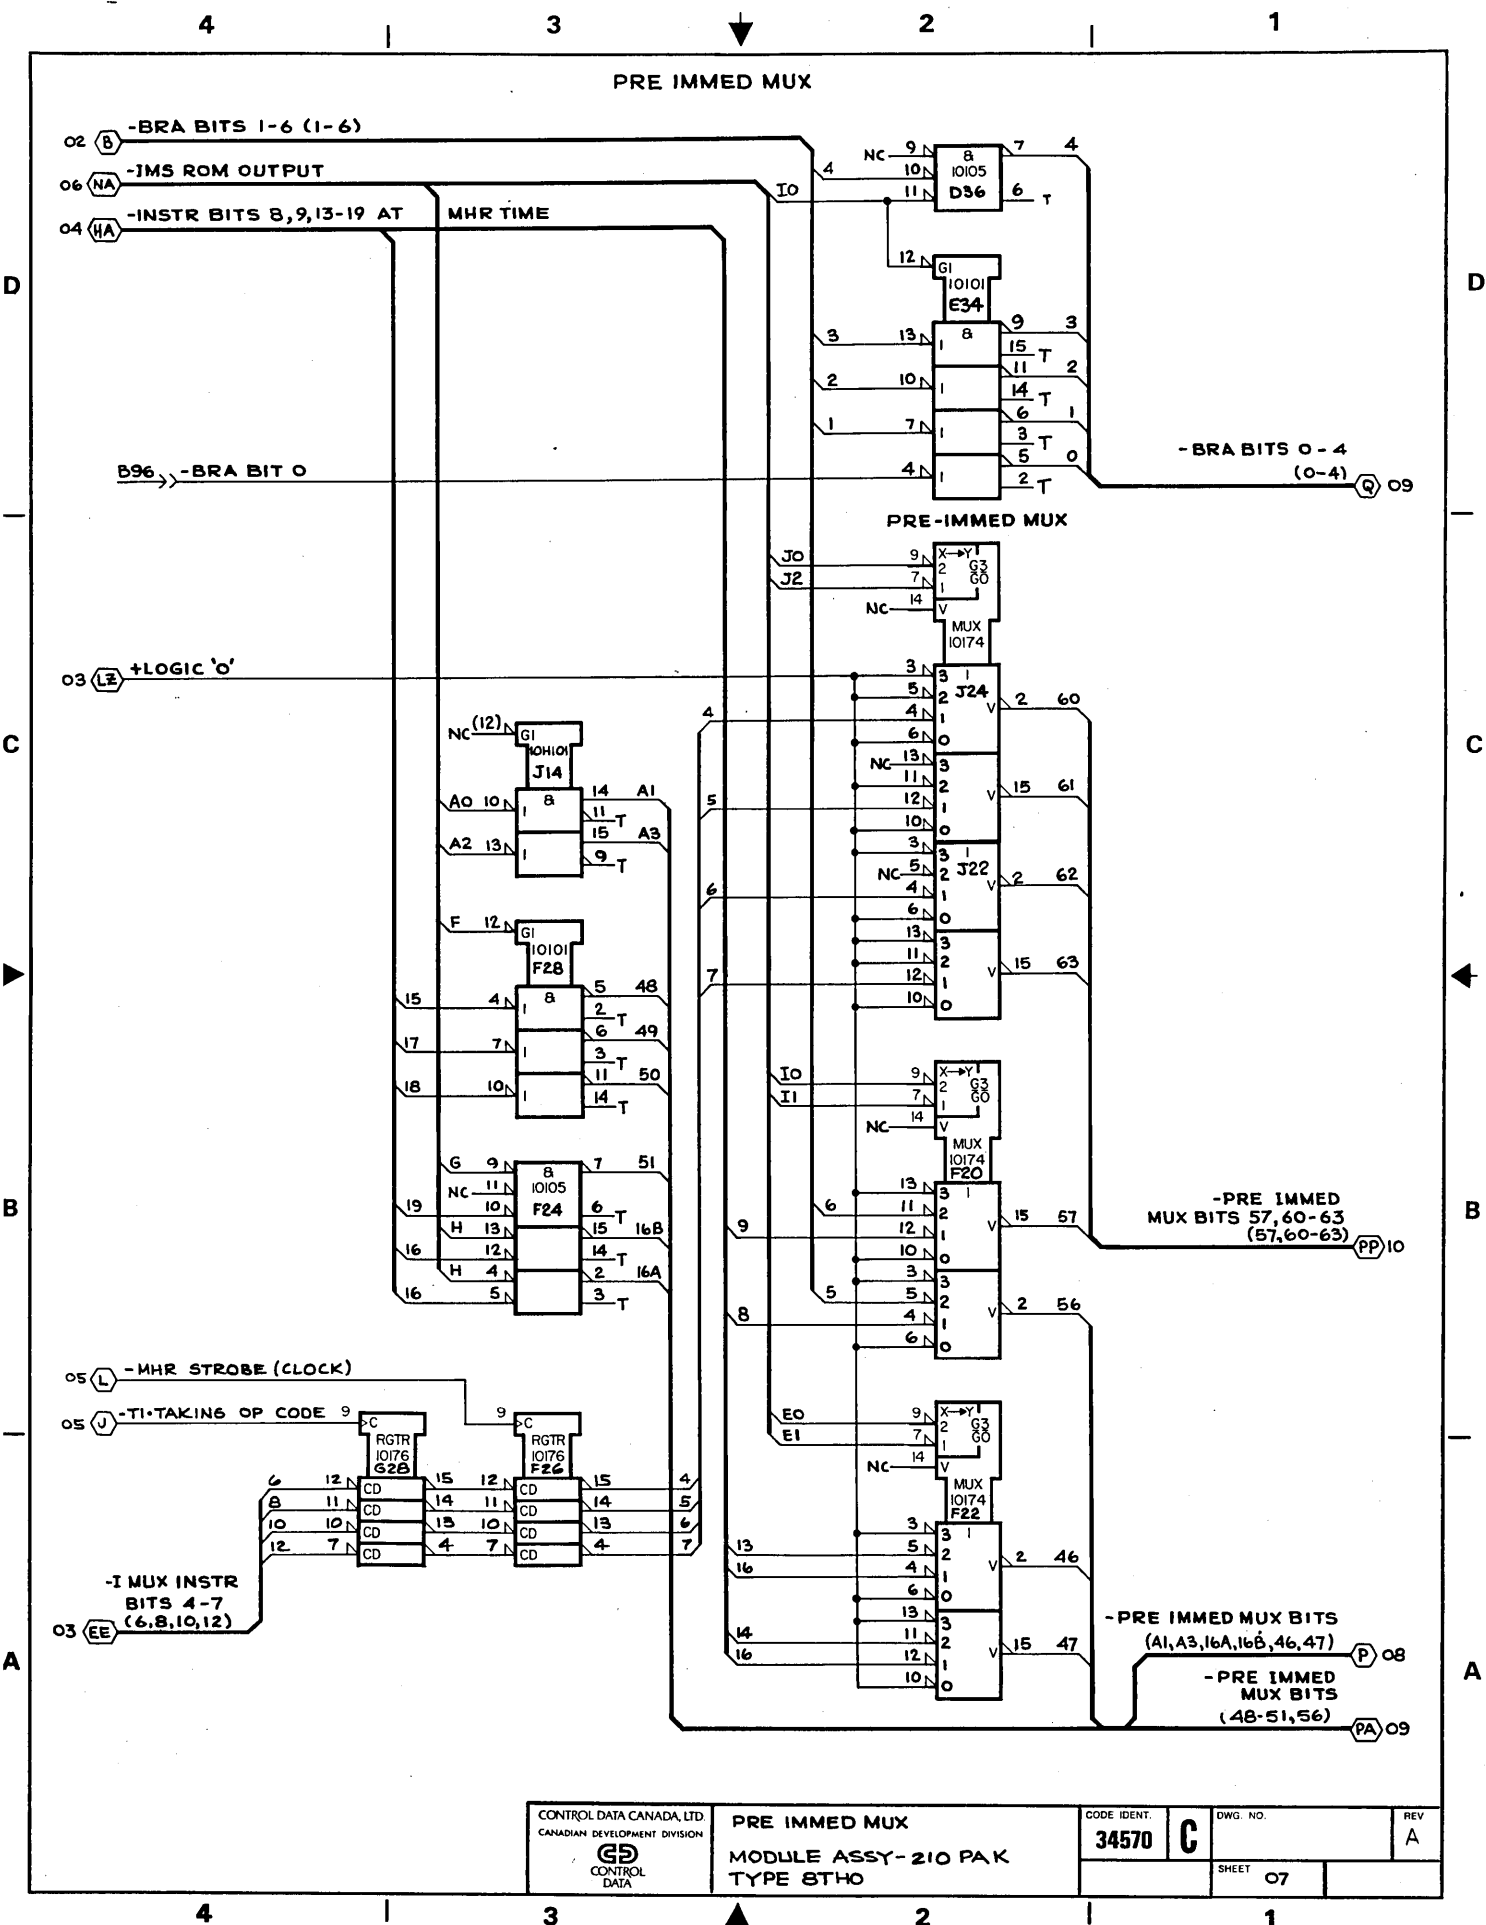 4 3 2 1
PRE IMMED MUX
02 B -BRA BITS 1-6 (1-6)
06 NA -IMS ROM OUTPUT
04 HA -INSTR BITS 8,9,13-19 AT MHR TIME
NC 9 & 7 4
4 10 10105
I0 11 D36 6 T
12 G1
10101
E34
3 13 1 & 9 3
15 T
2 10 1 11 2
14 T
1 7 1 6 1
3 T
B96 -BRA BIT 0 4 1 5 0
2 T
-BRA BITS 0-4
(0-4) Q 09
D D
PRE-IMMED MUX
J0 9 X→Y
2 G3
J2 7 1 G0
NC 14 V
MUX
10174
03 LZ +LOGIC '0'
3 3 1
5 2 J24
4 4 1 V 2 60
6 0
NC 13 3
11 2
5 12 1 V 15 61
10 0
3 3 1
NC 5 2 J22
6 4 1 V 2 62
6 0
13 3
11 2
7 12 1 V 15 63
10 0
C C
NC (12) G1
10H101
J14
A0 10 1 & 14 A1
11 T
A2 13 1 15 A3
9 T
F 12 G1
10101
F28
15 4 1 & 5 48
2 T
17 7 1 6 49
3 T
18 10 1 11 50
14 T
G 9 & 7 51
NC 11 10105
19 10 F24 6 T
H 13 15 16B
16 12 14 T
H 4 2 16A
16 5 3 T
I0 9 X→Y
2 G3
I1 7 1 G0
NC 14 V
MUX
10174
F20
13 3 1
6 11 2
9 12 1 V 15 57
10 0
3 3
5 5 2
8 4 1 V 2 56
6 0
-PRE IMMED
MUX BITS 57,60-63
(57,60-63) PP 10
B B
05 L -MHR STROBE (CLOCK)
05 J -T1•TAKING OP CODE 9 C
9 C
RGTR
10176
G28
RGTR
10176
F26
6 12 CD 15 12 CD 15 4
8 11 CD 14 11 CD 14 5
10 10 CD 13 10 CD 13 6
12 7 CD 4 7 CD 4 7
-I MUX INSTR
BITS 4-7
(6,8,10,12)
03 EE
E0 9 X→Y
2 G3
E1 7 1 G0
NC 14 V
MUX
10174
F22
3 3 1
13 5 2
16 4 1 V 2 46
6 0
13 3
14 11 2
16 12 1 V 15 47
10 0
-PRE IMMED MUX BITS
(A1,A3,16A,16B,46,47) P 08
-PRE IMMED
MUX BITS
(48-51,56) PA 09
A A
CONTROL DATA CANADA, LTD.
CANADIAN DEVELOPMENT DIVISION
CONTROL
DATA
PRE IMMED MUX
MODULE ASSY-210 PAK
TYPE 8TH0
CODE IDENT.
34570
C
DWG. NO.
REV
A
SHEET 07
4 3 2 1